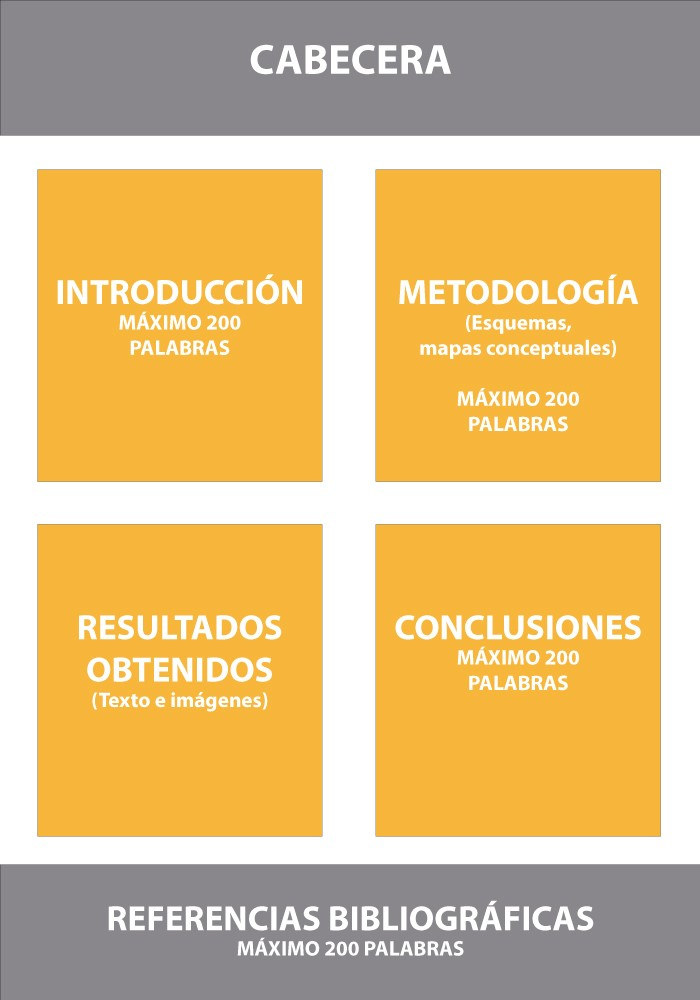 CABECERA
INTRODUCCIÓN
MÁXIMO 200
PALABRAS
METODOLOGÍA
(Esquemas,
mapas conceptuales)
MÁXIMO 200
PALABRAS
RESULTADOS
OBTENIDOS
(Texto e imágenes)
CONCLUSIONES
MÁXIMO 200
PALABRAS
REFERENCIAS BIBLIOGRÁFICAS
MÁXIMO 200 PALABRAS